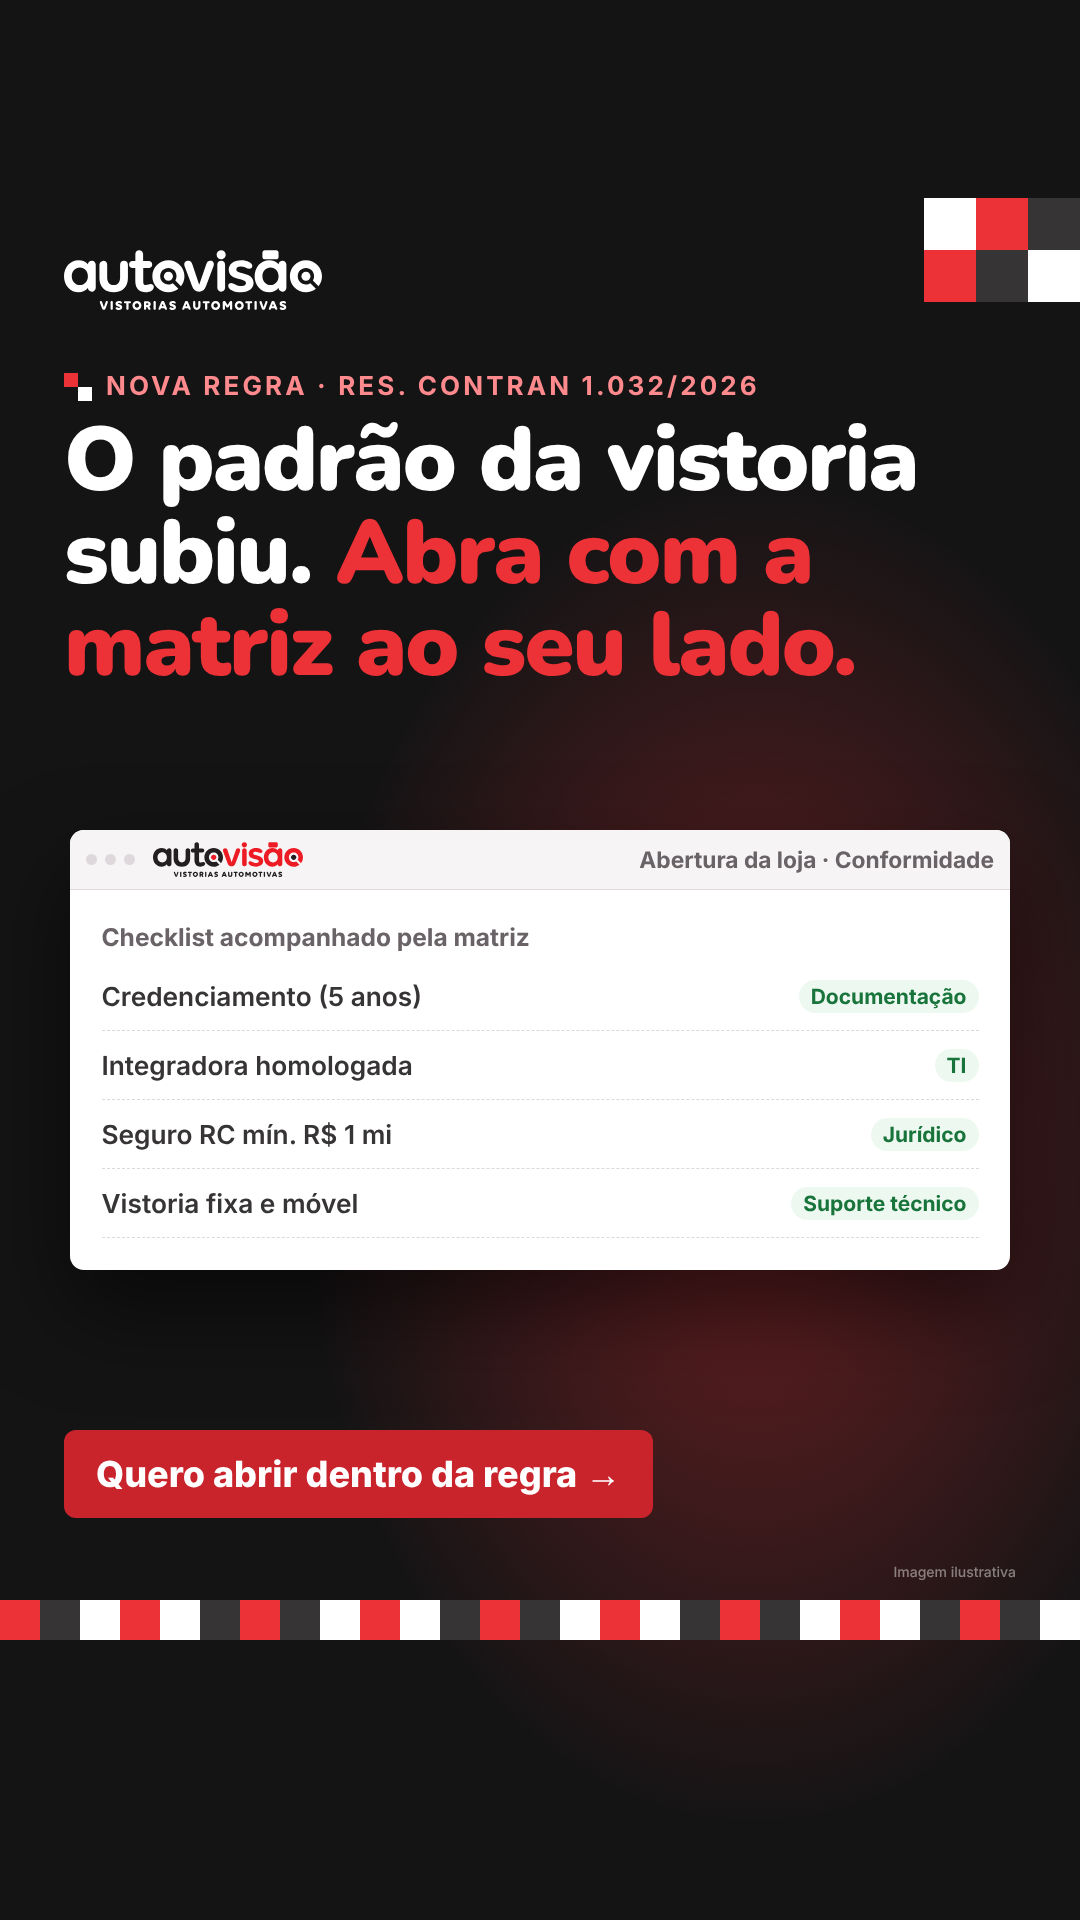 autovisão
VISTORIAS AUTOMOTIVAS
NOVA REGRA · RES. CONTRAN 1.032/2026
O padrão da vistoria
subiu. Abra com a
matriz ao seu lado.
autovisão
VISTORIAS AUTOMOTIVAS
Abertura da loja · Conformidade
Checklist acompanhado pela matriz
Credenciamento (5 anos) Documentação
Integradora homologada TI
Seguro RC mín. R$ 1 mi Jurídico
Vistoria fixa e móvel Suporte técnico
Quero abrir dentro da regra →
Imagem ilustrativa